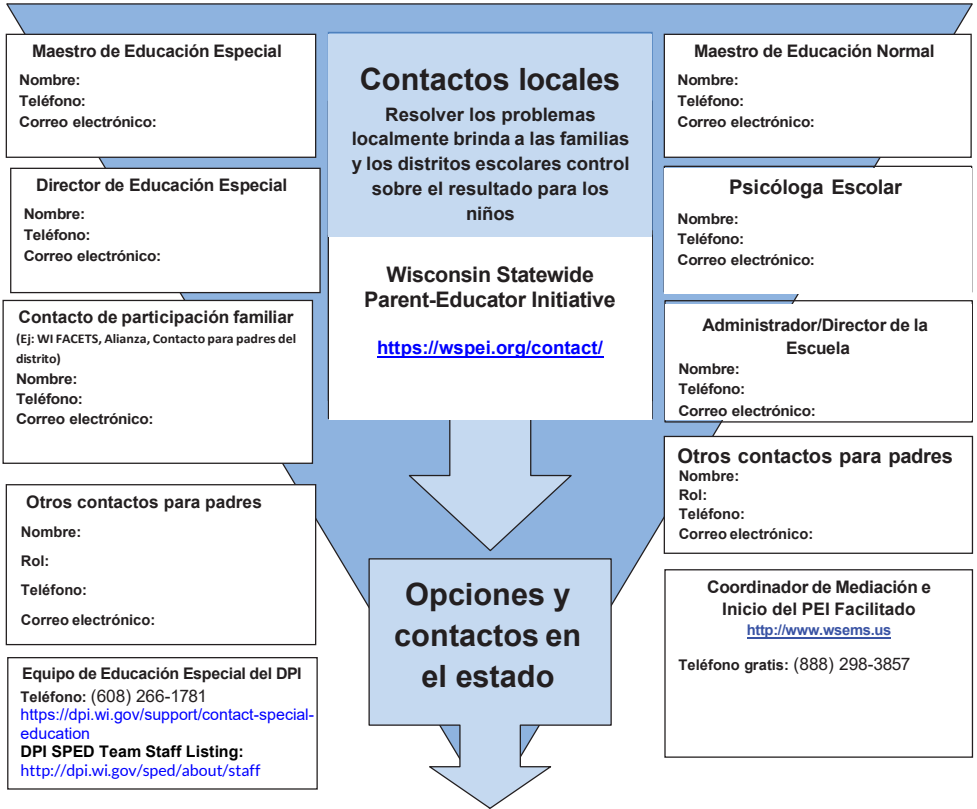 Maestro de Educación Especial
Nombre:
Teléfono:
Correo electrónico:
Contactos locales
Resolver los problemas
localmente brinda a las familias
y los distritos escolares control
sobre el resultado para los
niños
Maestro de Educación Normal
Nombre:
Teléfono:
Correo electrónico:
Director de Educación Especial
Nombre:
Teléfono:
Correo electrónico:
Psicóloga Escolar
Nombre:
Teléfono:
Correo electrónico:
Wisconsin Statewide
Parent-Educator Initiative
https://wspei.org/contact/
Contacto de participación familiar
(Ej: WI FACETS, Alianza, Contacto para padres del
distrito)
Nombre:
Teléfono:
Correo electrónico:
Administrador/Director de la
Escuela
Nombre:
Teléfono:
Correo electrónico:
Otros contactos para padres
Nombre:
Rol:
Teléfono:
Correo electrónico:
Otros contactos para padres
Nombre:
Rol:
Teléfono:
Correo electrónico:
Opciones y
contactos en
el estado
Coordinador de Mediación e
Inicio del PEI Facilitado
http://www.wsems.us
Teléfono gratis: (888) 298-3857
Equipo de Educación Especial del DPI
Teléfono: (608) 266-1781
https://dpi.wi.gov/support/contact-special-
education
DPI SPED Team Staff Listing:
http://dpi.wi.gov/sped/about/staff